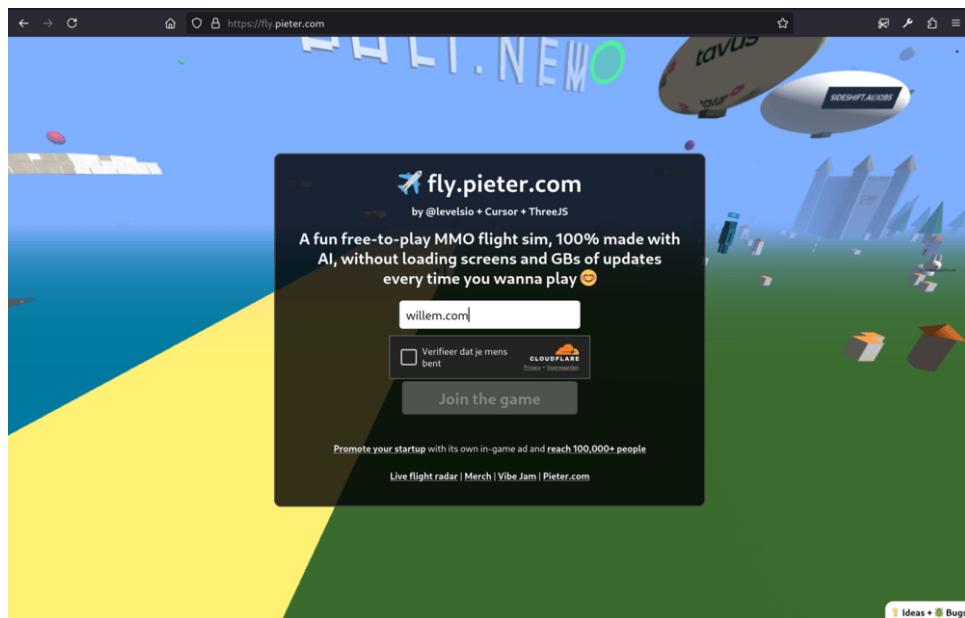 https://fly.pieter.com
tavus
SIDESHIFT.AI/JOBS
✈️ fly.pieter.com
by @levelsio + Cursor + ThreeJS
A fun free-to-play MMO flight sim, 100% made with
AI, without loading screens and GBs of updates
every time you wanna play 😊
willem.com
Verifieer dat je mens
bent
CLOUDFLARE
Privacy • Voorwaarden
Join the game
Promote your startup with its own in-game ad and reach 100,000+ people
Live flight radar | Merch | Vibe Jam | Pieter.com
💡 Ideas + 🪲 Bugs